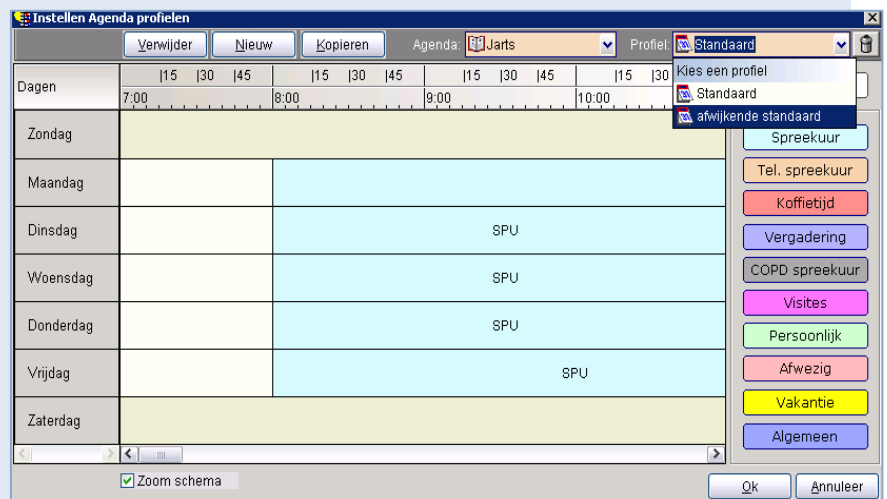 Instellen Agenda profielen
Verwijder Nieuw Kopieren Agenda: Jarts Profiel: Standaard
Kies een profiel
Standaard
afwijkende standaard
Dagen
|15 |30 |45 |15 |30 |45 |15 |30 |45 |15 |30
7:00 8:00 9:00 10:00
Zondag
Maandag
Dinsdag SPU
Woensdag SPU
Donderdag SPU
Vrijdag SPU
Zaterdag
Spreekuur
Tel. spreekuur
Koffietijd
Vergadering
COPD spreekuur
Visites
Persoonlijk
Afwezig
Vakantie
Algemeen
Zoom schema
Ok Annuleer